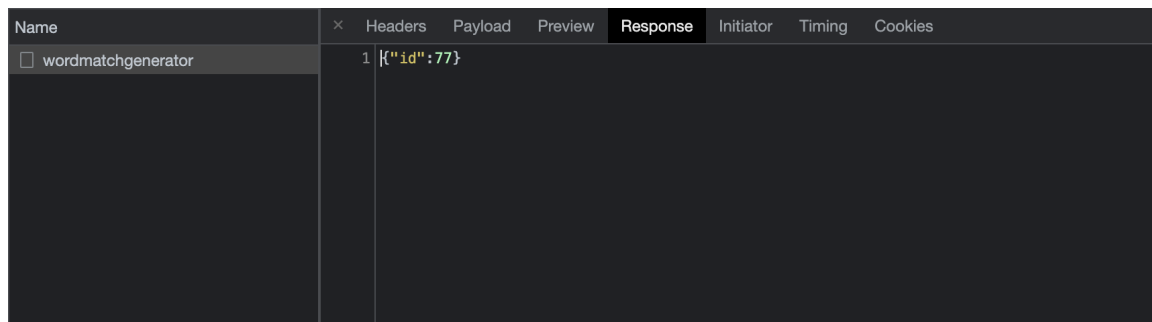 Name
× Headers Payload Preview Response Initiator Timing Cookies
wordmatchgenerator
1 {"id":77}